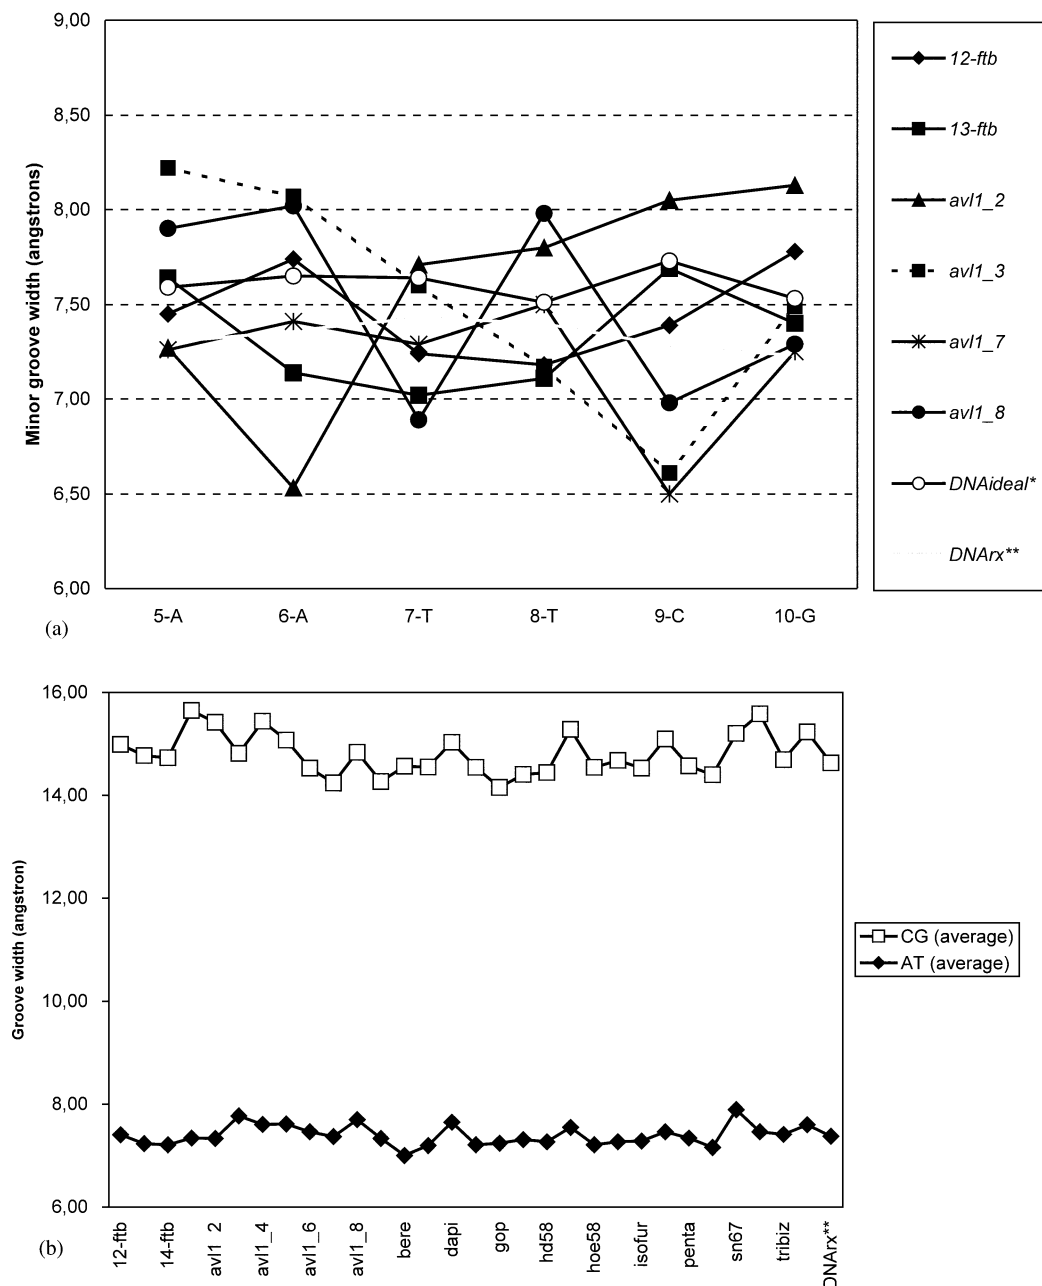 9,00
8,50
8,00
7,50
7,00
6,50
6,00
Minor groove width (angstrons)
5-A 6-A 7-T 8-T 9-C 10-G
12-ftb
13-ftb
avl1_2
avl1_3
avl1_7
avl1_8
DNAideal*
DNArx**
(a)
16,00
14,00
12,00
10,00
8,00
6,00
Groove width (angstron)
CG (average)
AT (average)
12-ftb
14-ftb
avl1_2
avl1_4
avl1_6
avl1_8
bere
dapi
gop
hd58
hoe58
isofur
penta
sn67
tribiz
DNArx**
(b)